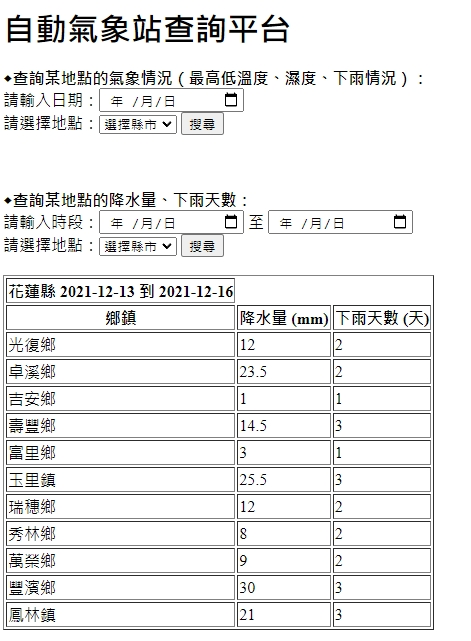 自動氣象站查詢平台
◆查詢某地點的氣象情況（最高低溫度、濕度、下雨情況）：
請輸入日期： 年 /月/日
請選擇地點： 選擇縣市 搜尋
◆查詢某地點的降水量、下雨天數：
請輸入時段： 年 /月/日 至 年 /月/日
請選擇地點： 選擇縣市 搜尋
花蓮縣 2021-12-13 到 2021-12-16
鄉鎮 降水量 (mm) 下雨天數 (天)
光復鄉 12 2
卓溪鄉 23.5 2
吉安鄉 1 1
壽豐鄉 14.5 3
富里鄉 3 1
玉里鎮 25.5 3
瑞穗鄉 12 2
秀林鄉 8 2
萬榮鄉 9 2
豐濱鄉 30 3
鳳林鎮 21 3